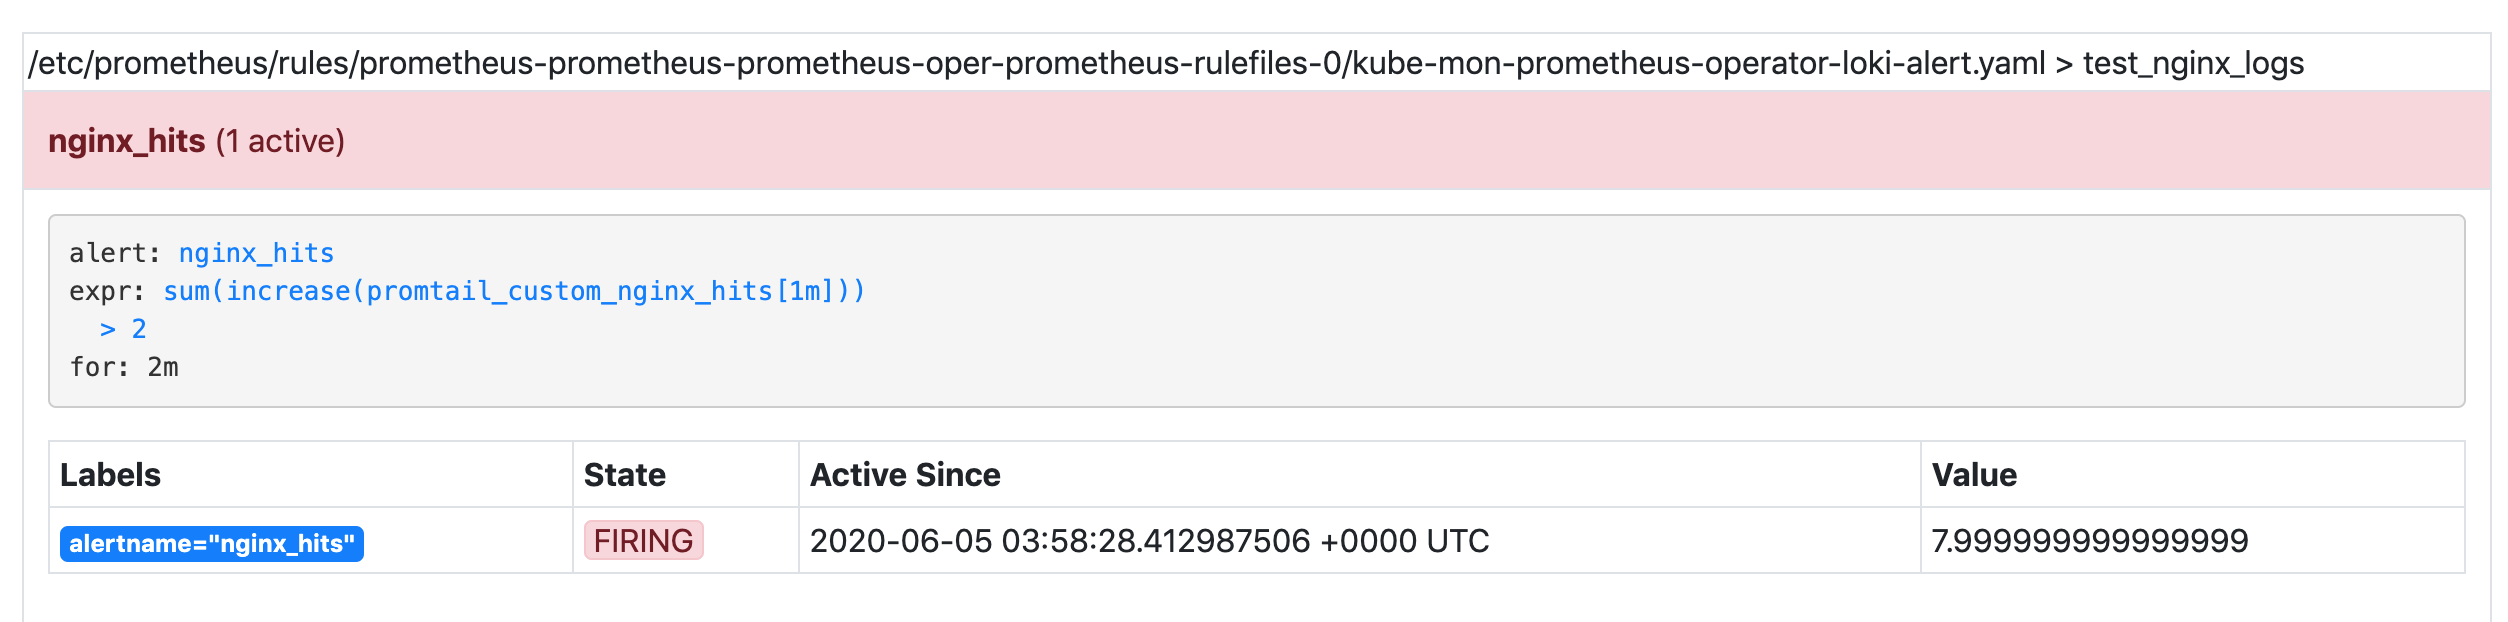 /etc/prometheus/rules/prometheus-prometheus-prometheus-oper-prometheus-rulefiles-0/kube-mon-prometheus-operator-loki-alert.yaml > test_nginx_logs
nginx_hits (1 active)
alert: nginx_hits
expr: sum(increase(promtail_custom_nginx_hits[1m]))
  > 2
for: 2m
Labels State Active Since Value
alertname="nginx_hits" FIRING 2020-06-05 03:58:28.412987506 +0000 UTC 7.999999999999999